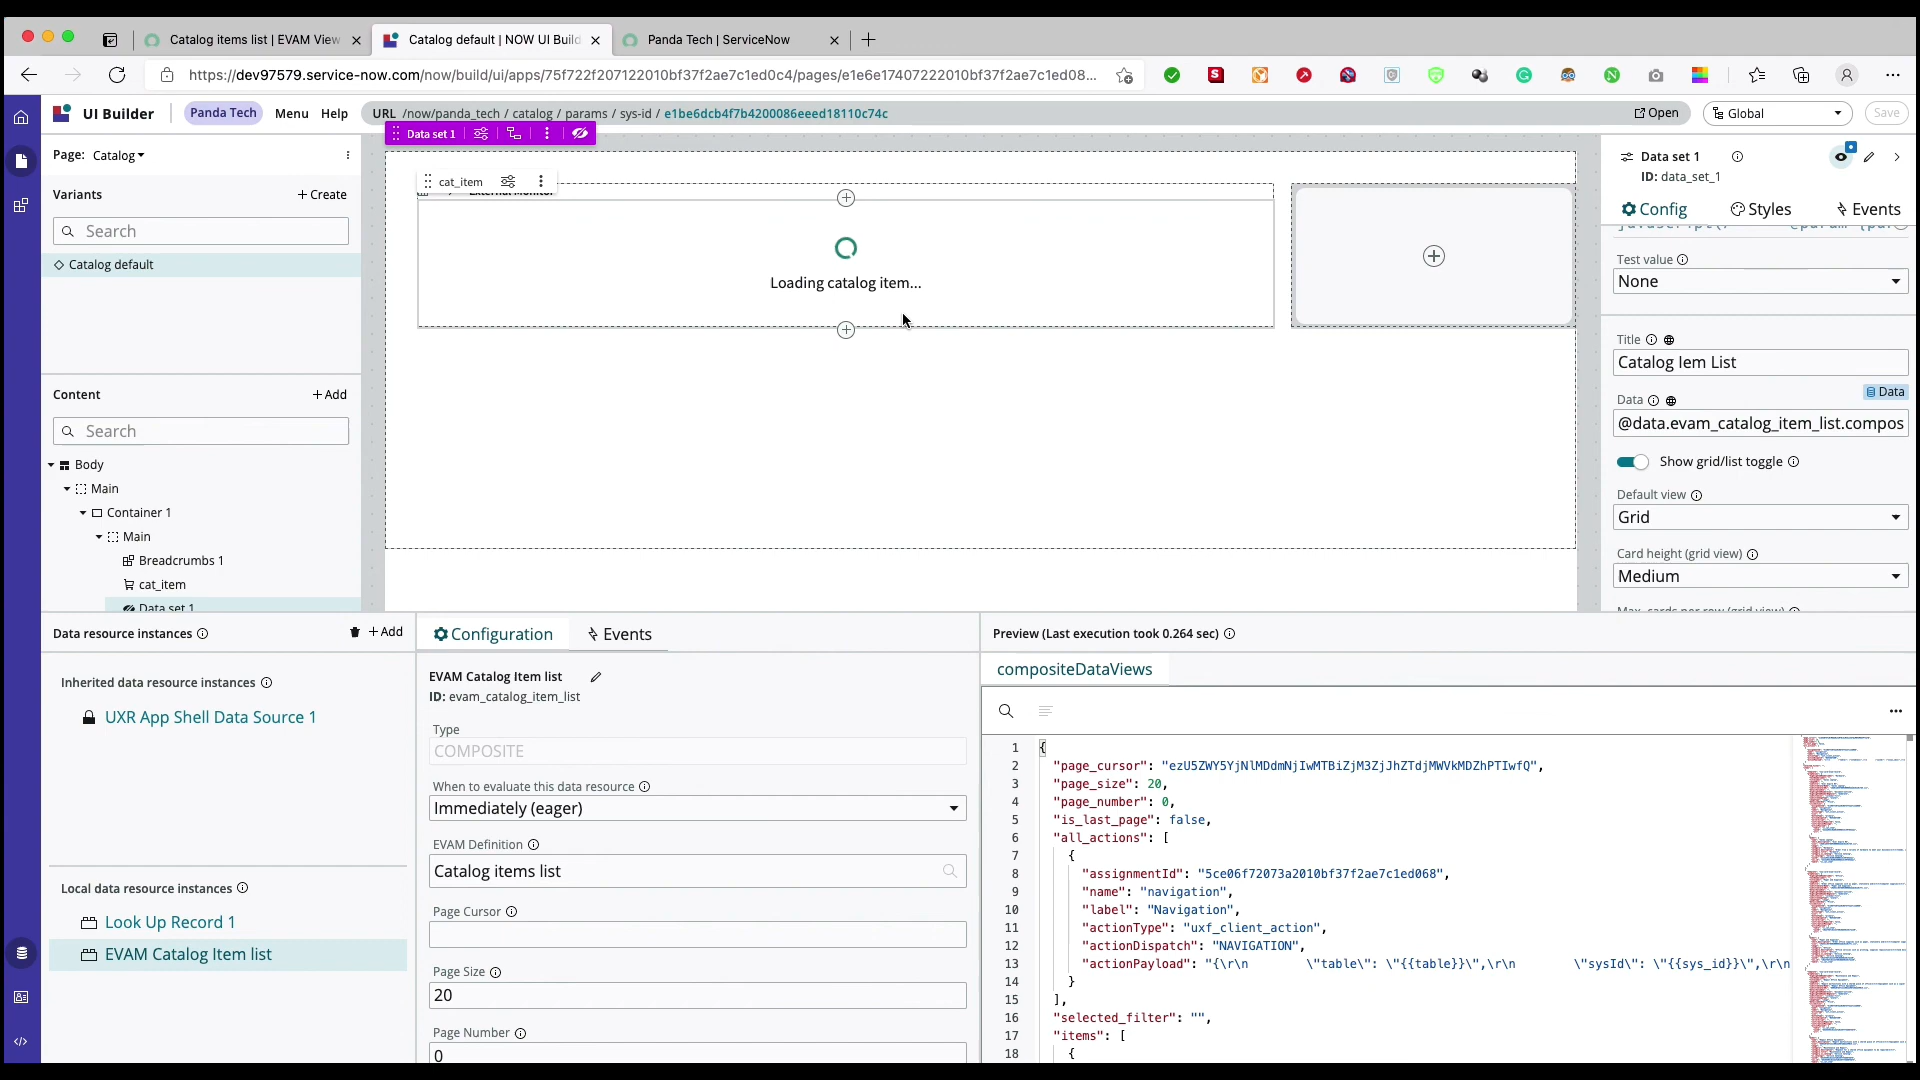 Catalog items list | EVAM View
Catalog default | NOW UI Build
Panda Tech | ServiceNow
https://dev97579.service-now.com/now/build/ui/apps/75f722f207122010bf37f2ae7c1ed0c4/pages/e1e6e17407222010bf37f2ae7c1ed08...
UI Builder
Panda Tech
Menu
Help
URL /now/panda_tech / catalog / params / sys-id / e1be6dcb4f7b4200086eeed18110c74c
Open
Global
Save
Page: Catalog
Variants
+ Create
Search
Catalog default
Content
+ Add
Search
Body
Main
Container 1
Main
Breadcrumbs 1
cat_item
Data set 1
Data set 1
cat_item
External Monitor
Loading catalog item...
Data set 1
ID: data_set_1
Config
Styles
Events
Test value
None
Title
Catalog Iem List
Data
Data
@data.evam_catalog_item_list.compos
Show grid/list toggle
Default view
Grid
Card height (grid view)
Medium
Max. cards per row (grid view)
Data resource instances
+ Add
Inherited data resource instances
UXR App Shell Data Source 1
Local data resource instances
Look Up Record 1
EVAM Catalog Item list
Configuration
Events
EVAM Catalog Item list
ID: evam_catalog_item_list
Type
COMPOSITE
When to evaluate this data resource
Immediately (eager)
EVAM Definition
Catalog items list
Page Cursor
Page Size
20
Page Number
0
Preview (Last execution took 0.264 sec)
compositeDataViews
1 {
2 "page_cursor": "ezU5ZWY5YjNlMDdmNjIwMTBiZjM3ZjJhZTdjMWVkMDZhPTIwfQ",
3 "page_size": 20,
4 "page_number": 0,
5 "is_last_page": false,
6 "all_actions": [
7 {
8 "assignmentId": "5ce06f72073a2010bf37f2ae7c1ed068",
9 "name": "navigation",
10 "label": "Navigation",
11 "actionType": "uxf_client_action",
12 "actionDispatch": "NAVIGATION",
13 "actionPayload": "{\r\n \"table\": \"{{table}}\",\r\n \"sysId\": \"{{sys_id}}\",\r\n
14 }
15 ],
16 "selected_filter": "",
17 "items": [
18 {